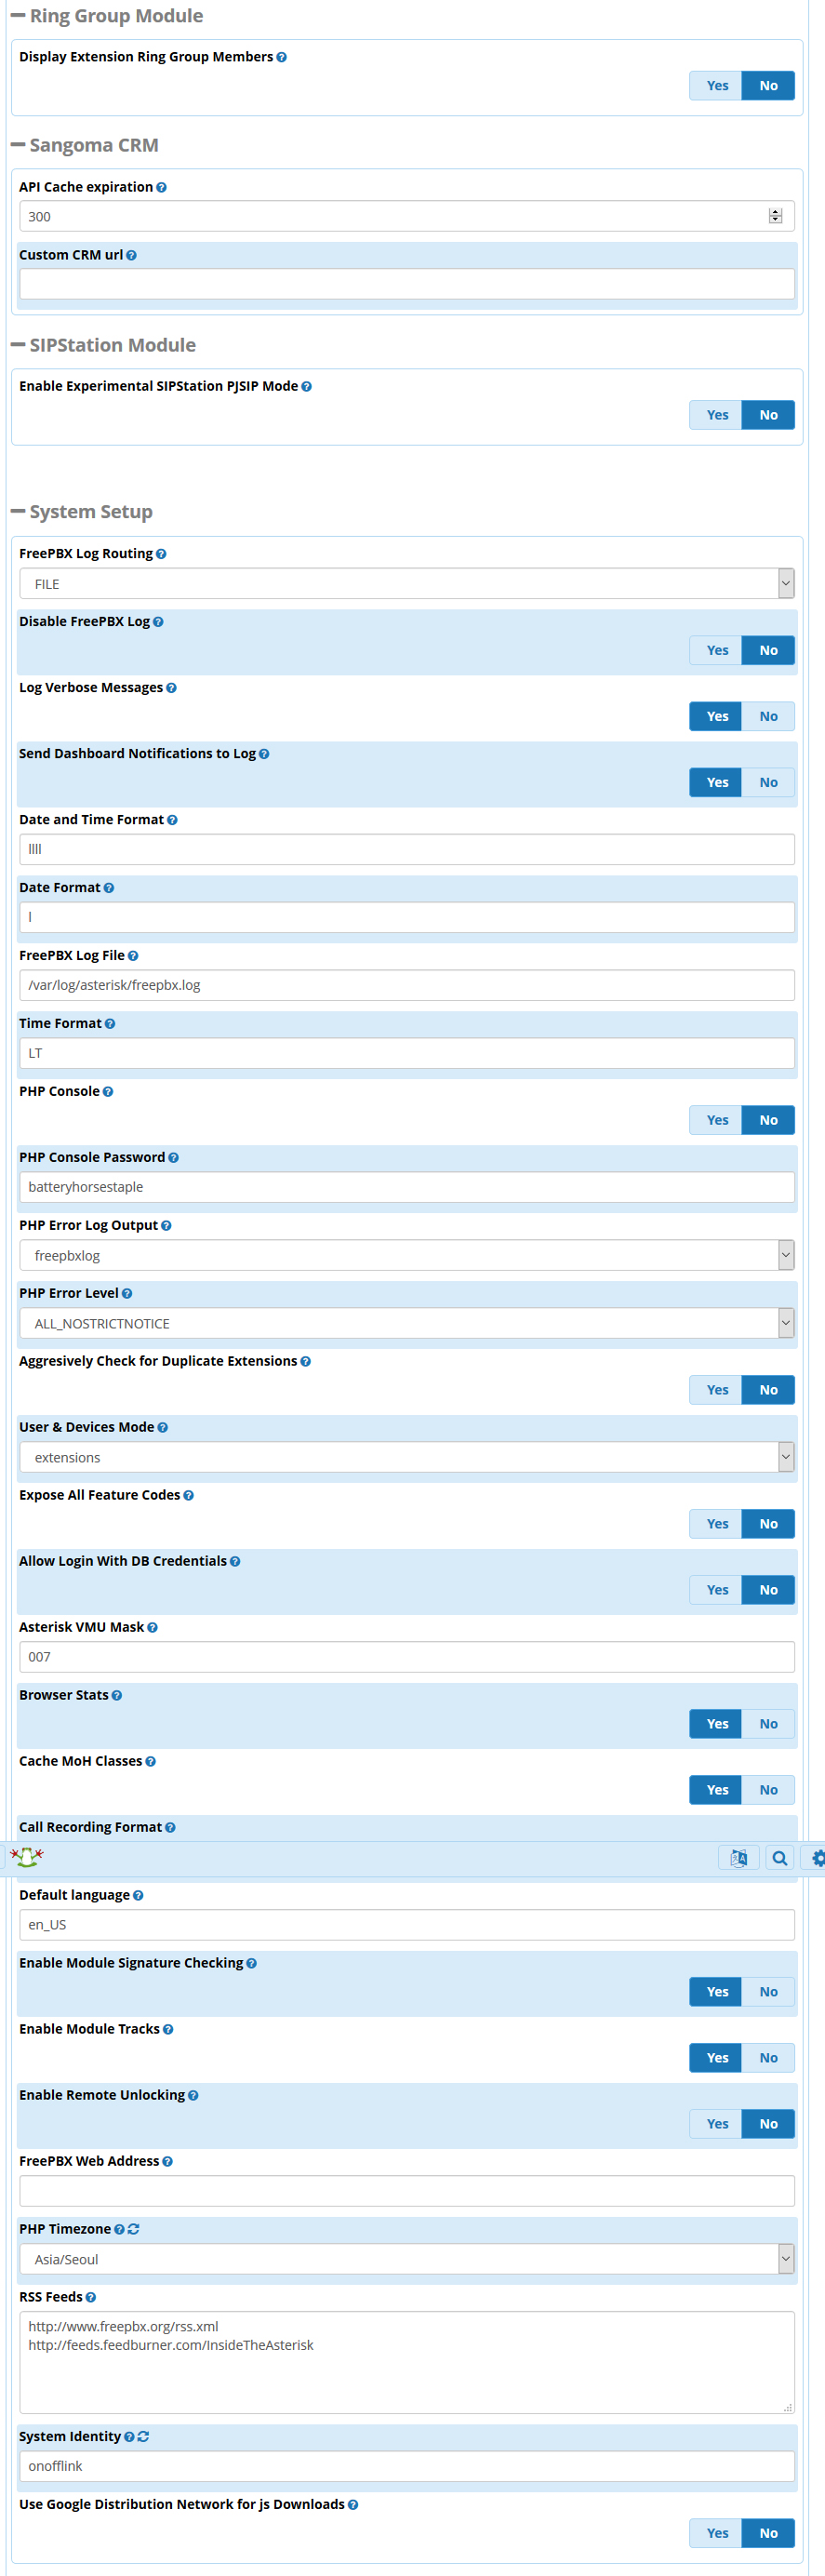 Ring Group Module
Display Extension Ring Group Members
Yes No
Sangoma CRM
API Cache expiration
300
Custom CRM url
SIPStation Module
Enable Experimental SIPStation PJSIP Mode
Yes No
System Setup
FreePBX Log Routing
FILE
Disable FreePBX Log
Yes No
Log Verbose Messages
Yes No
Send Dashboard Notifications to Log
Yes No
Date and Time Format
llll
Date Format
l
FreePBX Log File
/var/log/asterisk/freepbx.log
Time Format
LT
PHP Console
Yes No
PHP Console Password
batteryhorsestaple
PHP Error Log Output
freepbxlog
PHP Error Level
ALL_NOSTRICTNOTICE
Aggresively Check for Duplicate Extensions
Yes No
User & Devices Mode
extensions
Expose All Feature Codes
Yes No
Allow Login With DB Credentials
Yes No
Asterisk VMU Mask
007
Browser Stats
Yes No
Cache MoH Classes
Yes No
Call Recording Format
Default language
en_US
Enable Module Signature Checking
Yes No
Enable Module Tracks
Yes No
Enable Remote Unlocking
Yes No
FreePBX Web Address
PHP Timezone
Asia/Seoul
RSS Feeds
http://www.freepbx.org/rss.xml
http://feeds.feedburner.com/InsideTheAsterisk
System Identity
onofflink
Use Google Distribution Network for js Downloads
Yes No